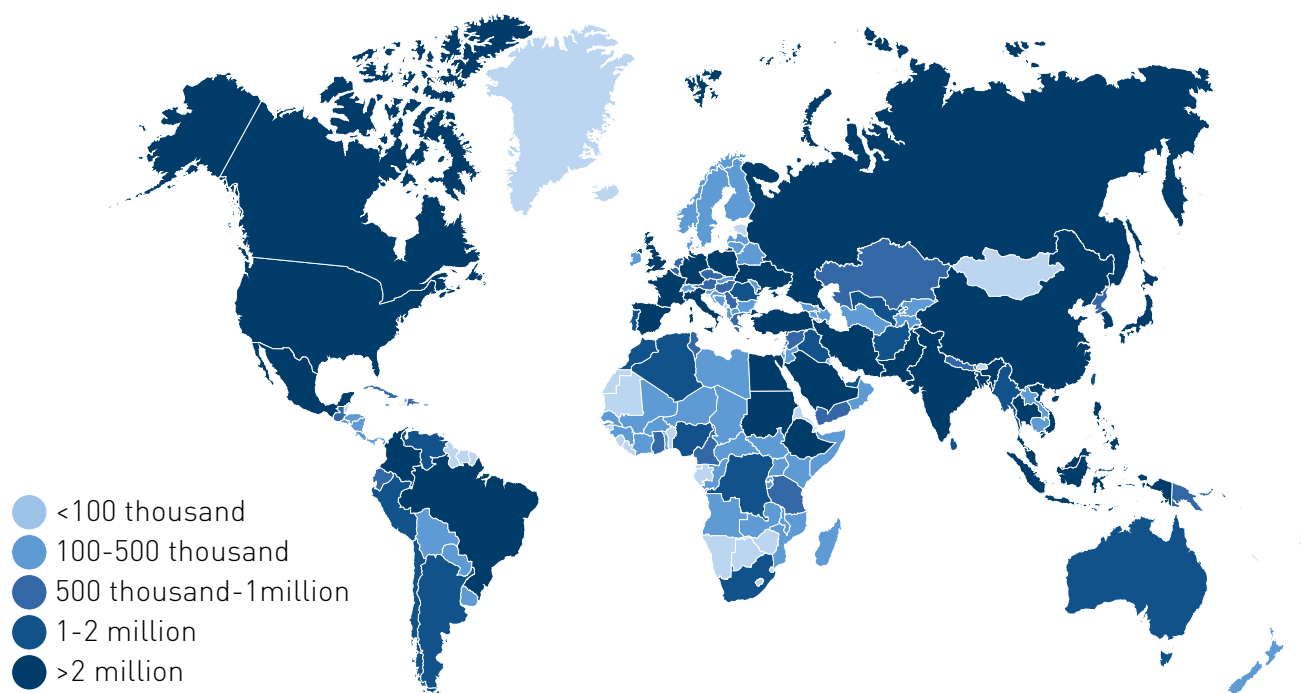 <100 thousand
100-500 thousand
500 thousand-1million
1-2 million
>2 million